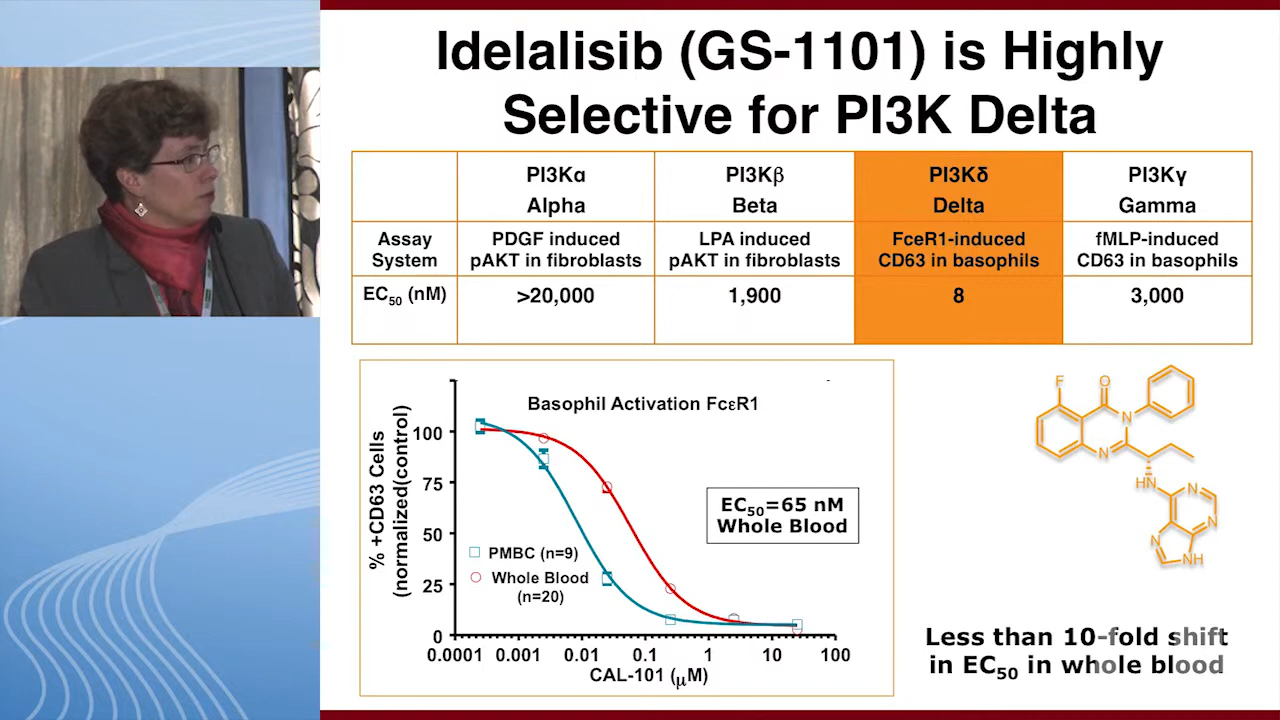 Idelalisib (GS-1101) is Highly
Selective for PI3K Delta
PI3Kα
Alpha
PI3Kβ
Beta
PI3Kδ
Delta
PI3Kγ
Gamma
Assay
System
PDGF induced
pAKT in fibroblasts
LPA induced
pAKT in fibroblasts
FceR1-induced
CD63 in basophils
fMLP-induced
CD63 in basophils
EC50 (nM)
>20,000
1,900
8
3,000
Basophil Activation FcεR1
% +CD63 Cells
(normalized(control)
100
75
50
25
0
EC50=65 nM
Whole Blood
PMBC (n=9)
Whole Blood
(n=20)
0.0001 0.001 0.01 0.1 1 10 100
CAL-101 (μM)
F
O
N
N
HN
N
N
N
NH
Less than 10-fold shift
in EC50 in whole blood